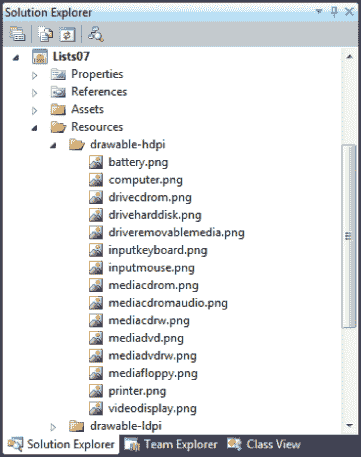 Solution Explorer
Lists07
Properties
References
Assets
Resources
drawable-hdpi
battery.png
computer.png
drivecdrom.png
driveharddisk.png
driveremovablemedia.png
inputkeyboard.png
inputmouse.png
mediacdrom.png
mediacdromaudio.png
mediacdrw.png
mediadvd.png
mediadvdrw.png
mediafloppy.png
printer.png
videodisplay.png
drawable-ldpi
Solution Explorer Team Explorer Class View